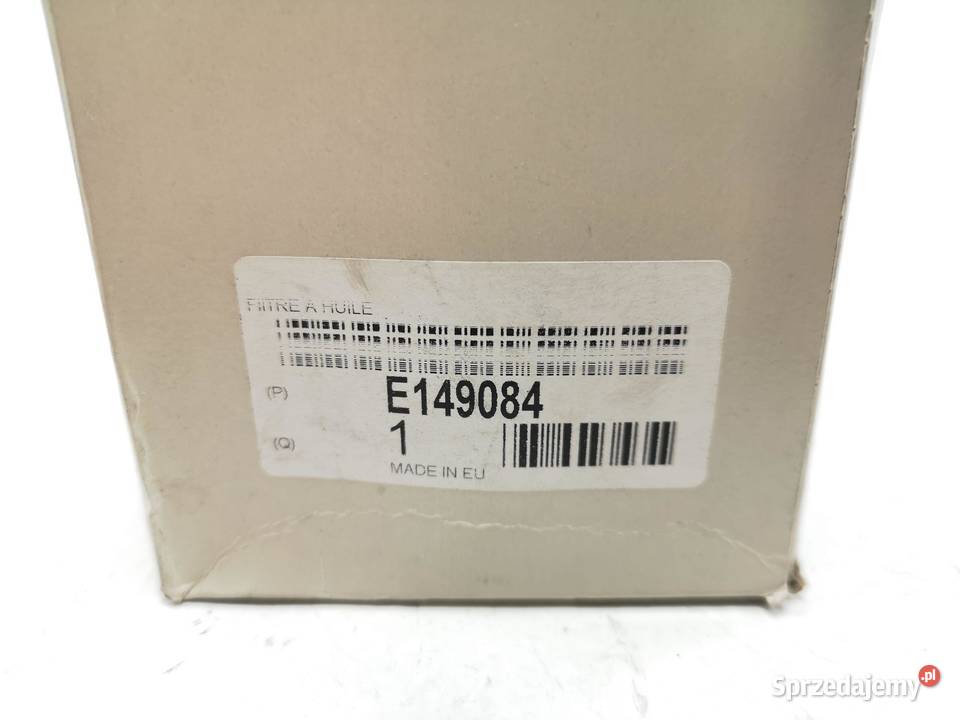 FILTRE A HUILE
(P) E149084
(Q) 1
MADE IN EU
Sprzedajemy.pl